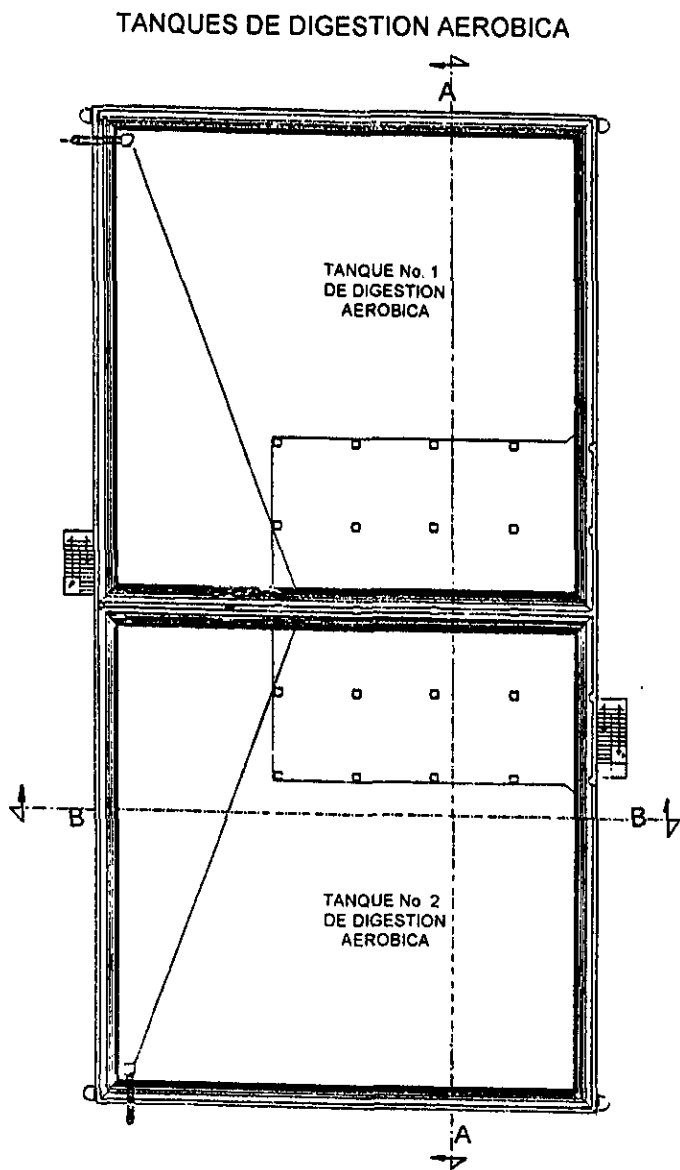 TANQUES DE DIGESTION AEROBICA
A
TANQUE No. 1
DE DIGESTION
AEROBICA
B
B
TANQUE No 2
DE DIGESTION
AEROBICA
A